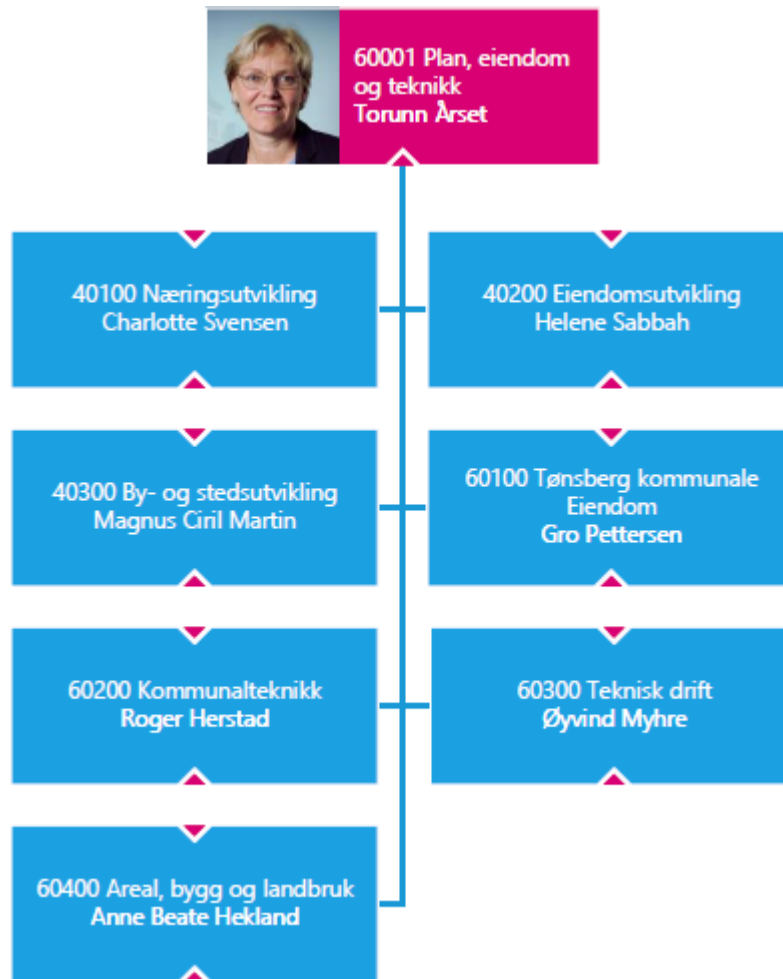 60001 Plan, eiendom
og teknikk
Torunn Årset
40100 Næringsutvikling
Charlotte Svensen
40200 Eiendomsutvikling
Helene Sabbah
40300 By- og stedsutvikling
Magnus Ciril Martin
60100 Tønsberg kommunale
Eiendom
Gro Pettersen
60200 Kommunalteknikk
Roger Herstad
60300 Teknisk drift
Øyvind Myhre
60400 Areal, bygg og landbruk
Anne Beate Hekland